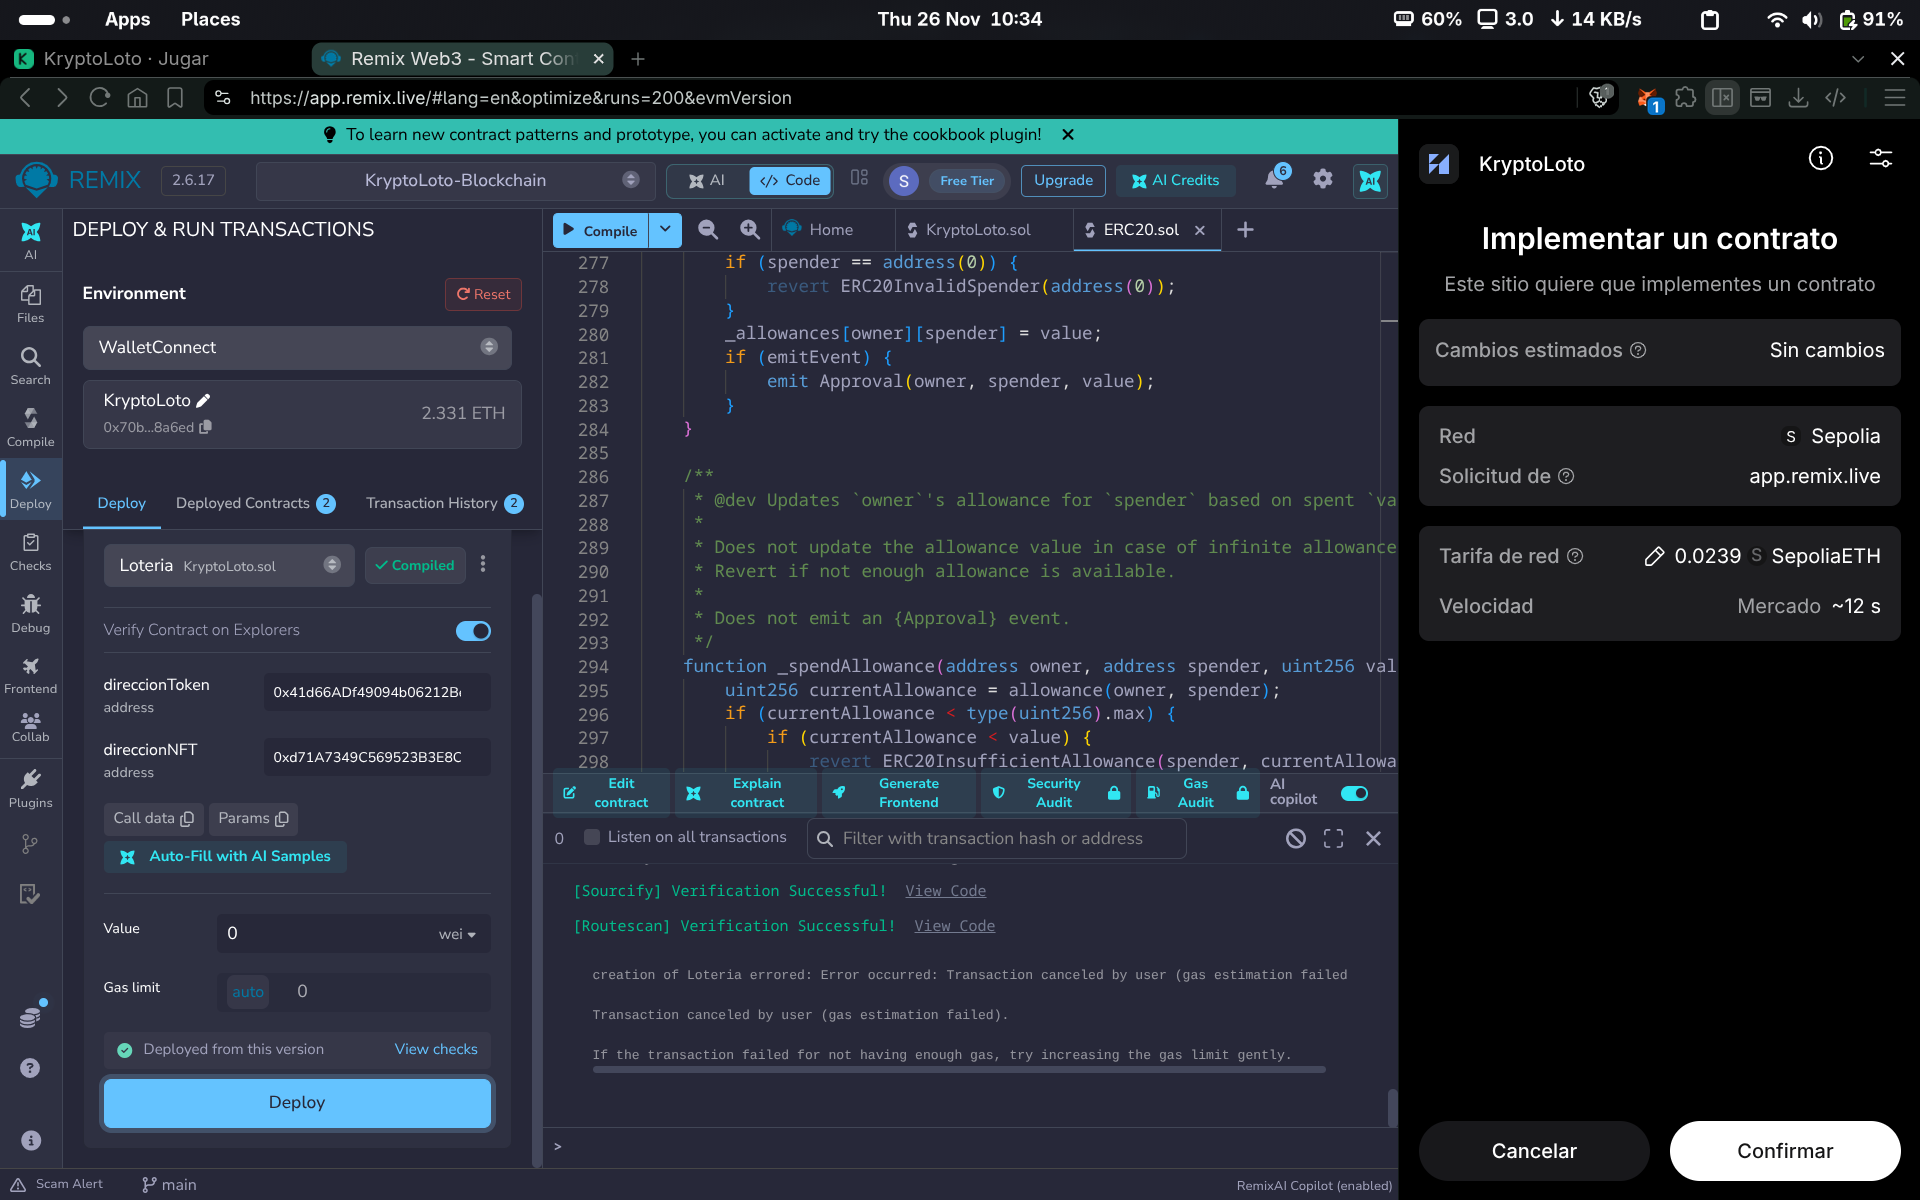 Apps Places
Thu 26 Nov 10:34
60% 3.0 14 KB/s 91%
KryptoLoto · Jugar
Remix Web3 - Smart Con
https://app.remix.live/#lang=en&optimize&runs=200&evmVersion
1
1
To learn new contract patterns and prototype, you can activate and try the cookbook plugin!
REMIX 2.6.17
KryptoLoto-Blockchain
AI </> Code
S Free Tier
Upgrade
AI Credits
6
AI
AI
AI
Files
Search
Compile
Deploy
Checks
Debug
Frontend
Collab
Plugins
DEPLOY & RUN TRANSACTIONS
Environment
Reset
WalletConnect
KryptoLoto
0x70b...8a6ed
2.331 ETH
Deploy
Deployed Contracts 2
Transaction History 2
Loteria KryptoLoto.sol
Compiled
Verify Contract on Explorers
direccionToken
address
0x41d66ADf49094b06212B
direccionNFT
address
0xd71A7349C569523B3E8C
Call data Params
Auto-Fill with AI Samples
Value
0
wei
Gas limit
auto
0
Deployed from this version
View checks
Deploy
Compile
Home
KryptoLoto.sol
ERC20.sol
277 if (spender == address(0)) {
278 revert ERC20InvalidSpender(address(0));
279 }
280 _allowances[owner][spender] = value;
281 if (emitEvent) {
282 emit Approval(owner, spender, value);
283 }
284 }
285
286 /**
287 * @dev Updates `owner`'s allowance for `spender` based on spent `va
288 *
289 * Does not update the allowance value in case of infinite allowance
290 * Revert if not enough allowance is available.
291 *
292 * Does not emit an {Approval} event.
293 */
294 function _spendAllowance(address owner, address spender, uint256 val
295 uint256 currentAllowance = allowance(owner, spender);
296 if (currentAllowance < type(uint256).max) {
297 if (currentAllowance < value) {
298 revert ERC20InsufficientAllowance(spender, currentAllowa
Edit contract
Explain contract
Generate Frontend
Security Audit
Gas Audit
AI copilot
0
Listen on all transactions
Filter with transaction hash or address
[Sourcify] Verification Successful! View Code
[Routescan] Verification Successful! View Code
creation of Loteria errored: Error occurred: Transaction canceled by user (gas estimation failed
Transaction canceled by user (gas estimation failed).
If the transaction failed for not having enough gas, try increasing the gas limit gently.
>
Scam Alert
main
RemixAI Copilot (enabled)
KryptoLoto
Implementar un contrato
Este sitio quiere que implementes un contrato
Cambios estimados
Sin cambios
Red
S Sepolia
Solicitud de
app.remix.live
Tarifa de red
0.0239 S SepoliaETH
Velocidad
Mercado ~12 s
Cancelar
Confirmar